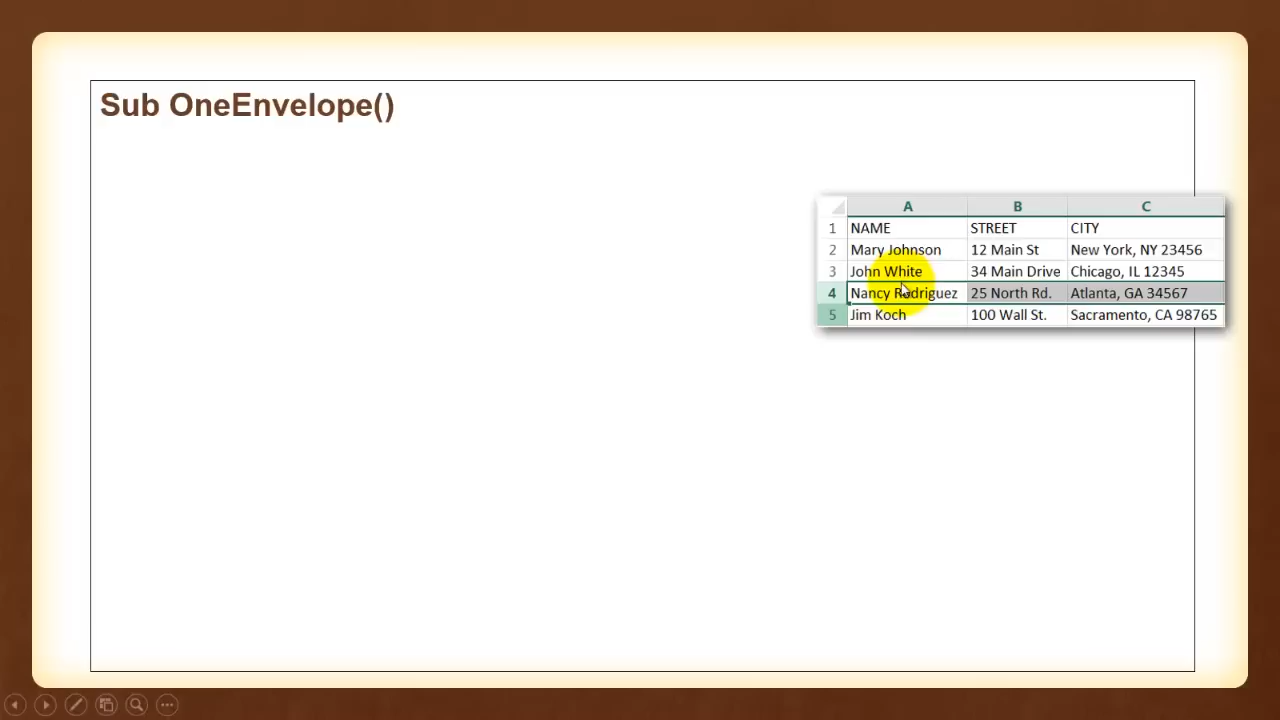 Sub OneEnvelope()
A B C
1 NAME STREET CITY
2 Mary Johnson 12 Main St New York, NY 23456
3 John White 34 Main Drive Chicago, IL 12345
4 Nancy Rodriguez 25 North Rd. Atlanta, GA 34567
5 Jim Koch 100 Wall St. Sacramento, CA 98765